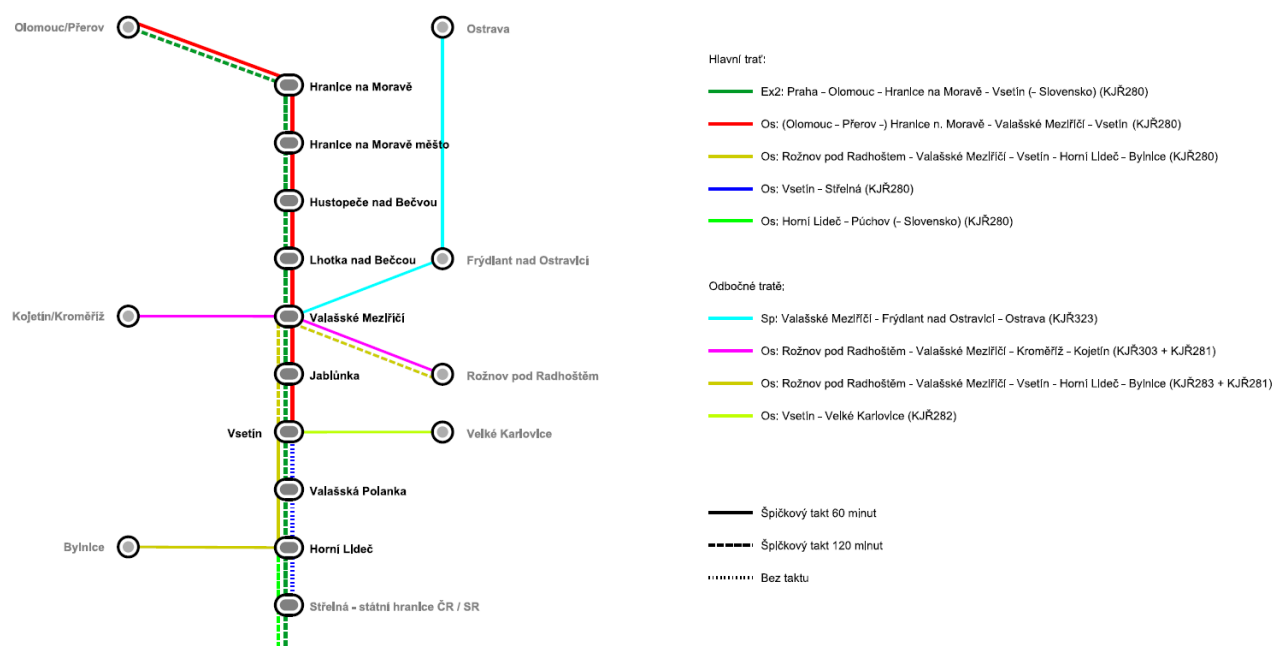 Olomouc/Přerov
Ostrava
Hranice na Moravě
Hranice na Moravě měšto
Hustopeče nad Bečvou
Lhotka nad Bečcou
Frýdlant nad Ostravicí
Kojetín/Kroměříž
Valašské Meziříčí
Jablůnka
Rožnov pod Radhoštěm
Vsetín
Velké Karlovice
Valašská Polanka
Bylnice
Horní Lideč
Střelná - státní hranice ČR / SR
Hlavní trať:
Ex2: Praha - Olomouc - Hranice na Moravě - Vsetín (- Slovensko) (KJŘ280)
Os: (Olomouc - Přerov -) Hranice n. Moravě - Valašské Meziříčí - Vsetín (KJŘ280)
Os: Rožnov pod Radhoštem - Valašské Meziříčí - Vsetín - Horní Lideč - Bylnice (KJŘ280)
Os: Vsetín - Střelná (KJŘ280)
Os: Horní Lideč - Púchov (- Slovensko) (KJŘ280)
Odbočné tratě:
Sp: Valašské Meziříčí - Frýdlant nad Ostravicí - Ostrava (KJŘ323)
Os: Rožnov pod Radhoštěm - Valašské Meziříčí - Kroměříž - Kojetín (KJŘ303 + KJŘ281)
Os: Rožnov pod Radhoštěm - Valašské Meziříčí - Vsetín - Horní Lideč - Bylnice (KJŘ283 + KJŘ281)
Os: Vsetín - Velké Karlovice (KJŘ282)
Špičkový takt 60 minut
Špičkový takt 120 minut
Bez taktu